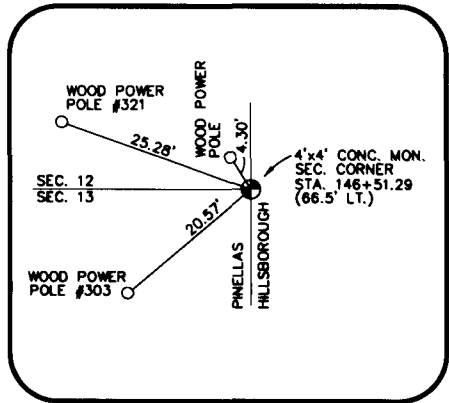 WOOD POWER
POLE #321
25.28'
WOOD POWER
POLE
4.30'
4'x4' CONC. MON.
SEC. CORNER
STA. 146+51.29
(66.5' LT.)
SEC. 12
SEC. 13
20.57'
WOOD POWER
POLE #303
PINELLAS
HILLSBOROUGH